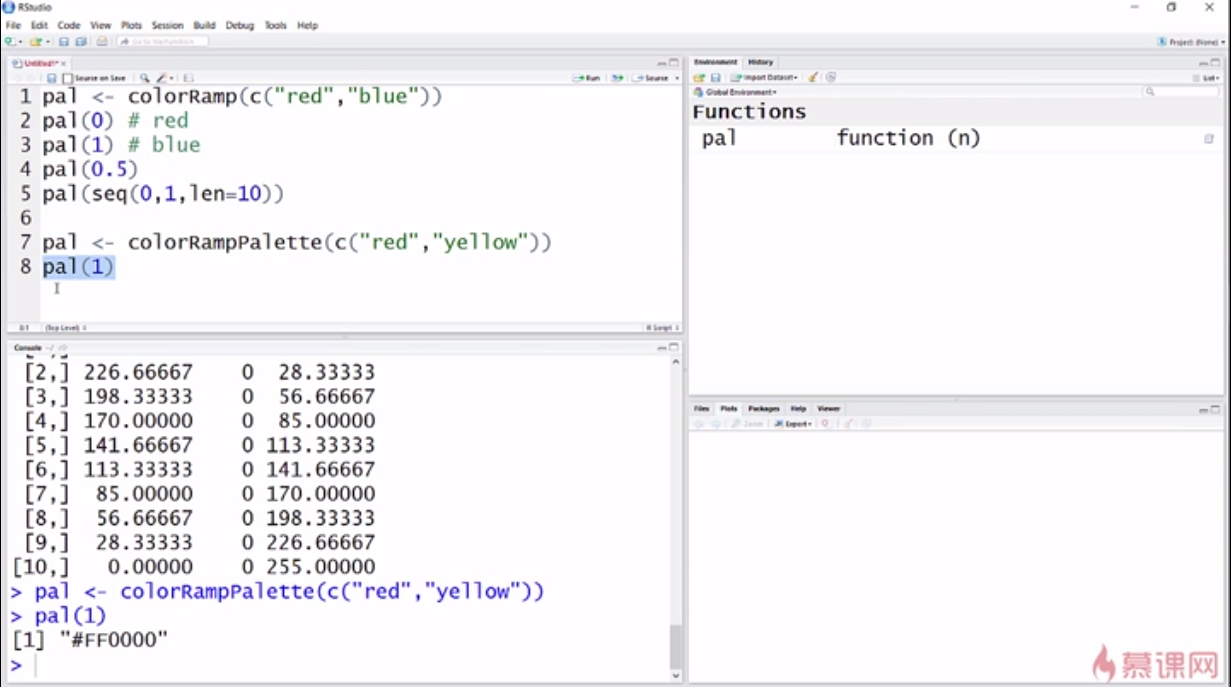 RStudio
File Edit Code View Plots Session Build Debug Tools Help
Go to file/function
Project: (None)
Untitled1*
Source on Save
Run
Source
1 pal <- colorRamp(c("red","blue"))
2 pal(0) # red
3 pal(1) # blue
4 pal(0.5)
5 pal(seq(0,1,len=10))
6
7 pal <- colorRampPalette(c("red","yellow"))
8 pal(1)
8:1 (Top Level) R Script
Console ~/
[2,] 226.66667 0 28.33333
[3,] 198.33333 0 56.66667
[4,] 170.00000 0 85.00000
[5,] 141.66667 0 113.33333
[6,] 113.33333 0 141.66667
[7,] 85.00000 0 170.00000
[8,] 56.66667 0 198.33333
[9,] 28.33333 0 226.66667
[10,] 0.00000 0 255.00000
> pal <- colorRampPalette(c("red","yellow"))
> pal(1)
[1] "#FF0000"
>
Environment History
Import Dataset
List
Global Environment
Functions
pal function (n)
Files Plots Packages Help Viewer
Zoom Export
慕课网